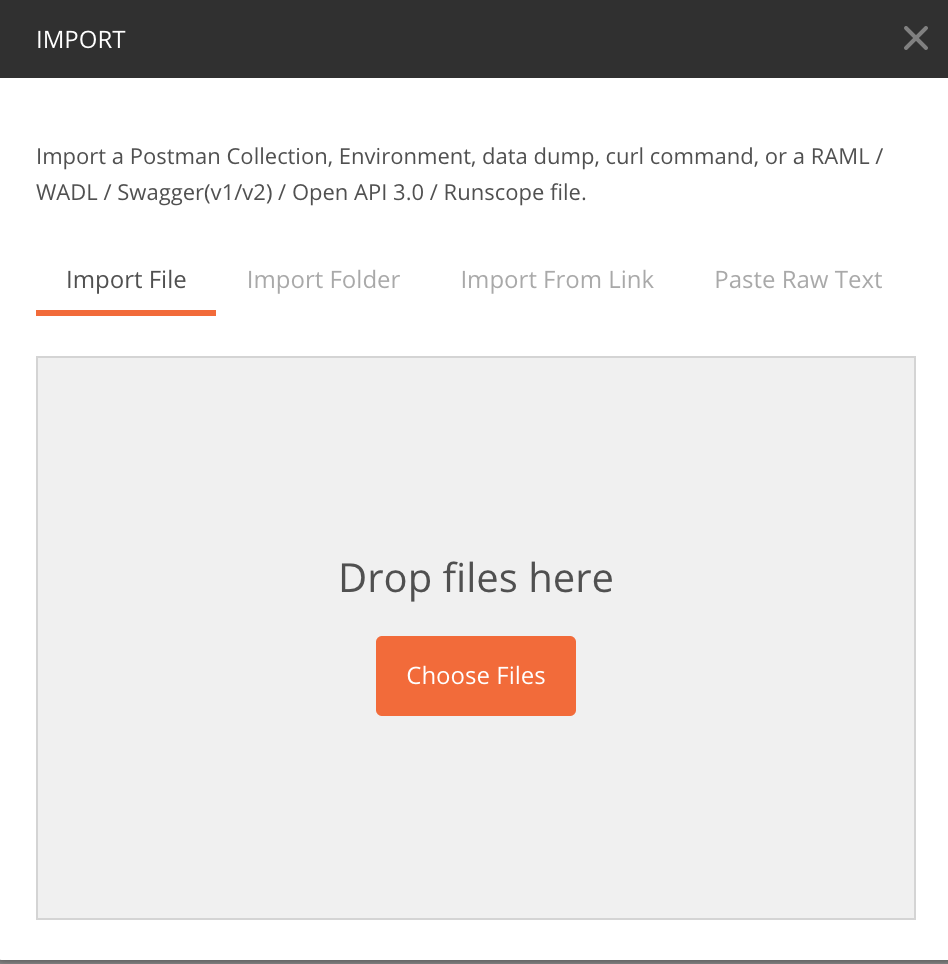 IMPORT
Import a Postman Collection, Environment, data dump, curl command, or a RAML /
WADL / Swagger(v1/v2) / Open API 3.0 / Runscope file.
Import File
Import Folder
Import From Link
Paste Raw Text
Drop files here
Choose Files